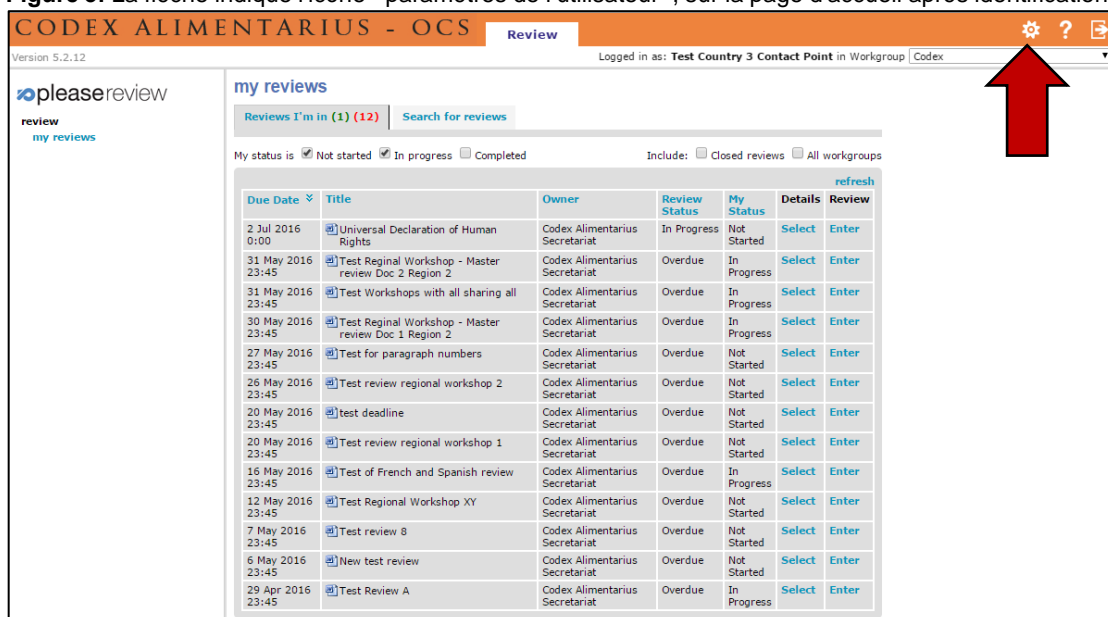 Figure 3. La flèche indique l'icône "paramètres de l'utilisateur", sur la page d'accueil après identification
CODEX ALIMENTARIUS - OCS Review ?
Version 5.2.12 Logged in as: Test Country 3 Contact Point in Workgroup Codex
pleasereview
review
my reviews
my reviews
Reviews I'm in (1) (12) Search for reviews
My status is Not started In progress Completed Include: Closed reviews All workgroups
refresh
Due Date Title Owner Review Status My Status Details Review
2 Jul 2016 0:00 Universal Declaration of Human Rights Codex Alimentarius Secretariat In Progress Not Started Select Enter
31 May 2016 23:45 Test Reginal Workshop - Master review Doc 2 Region 2 Codex Alimentarius Secretariat Overdue In Progress Select Enter
31 May 2016 23:45 Test Workshops with all sharing all Codex Alimentarius Secretariat Overdue In Progress Select Enter
30 May 2016 23:45 Test Reginal Workshop - Master review Doc 1 Region 2 Codex Alimentarius Secretariat Overdue In Progress Select Enter
27 May 2016 23:45 Test for paragraph numbers Codex Alimentarius Secretariat Overdue Not Started Select Enter
26 May 2016 23:45 Test review regional workshop 2 Codex Alimentarius Secretariat Overdue Not Started Select Enter
20 May 2016 23:45 test deadline Codex Alimentarius Secretariat Overdue Not Started Select Enter
20 May 2016 23:45 Test review regional workshop 1 Codex Alimentarius Secretariat Overdue Not Started Select Enter
16 May 2016 23:45 Test of French and Spanish review Codex Alimentarius Secretariat Overdue In Progress Select Enter
12 May 2016 23:45 Test Regional Workshop XY Codex Alimentarius Secretariat Overdue Not Started Select Enter
7 May 2016 23:45 Test review 8 Codex Alimentarius Secretariat Overdue Not Started Select Enter
6 May 2016 23:45 New test review Codex Alimentarius Secretariat Overdue Not Started Select Enter
29 Apr 2016 23:45 Test Review A Codex Alimentarius Secretariat Overdue In Progress Select Enter